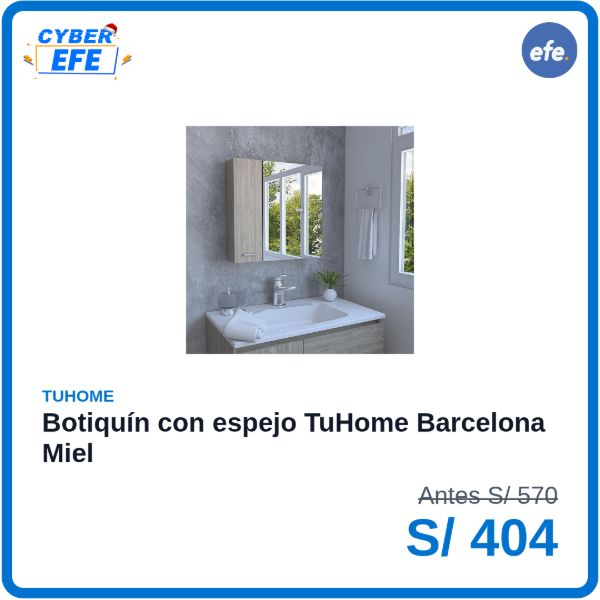 CYBER
EFE
efe.
TUHOME
Botiquín con espejo TuHome Barcelona
Miel
Antes S/ 570
S/ 404